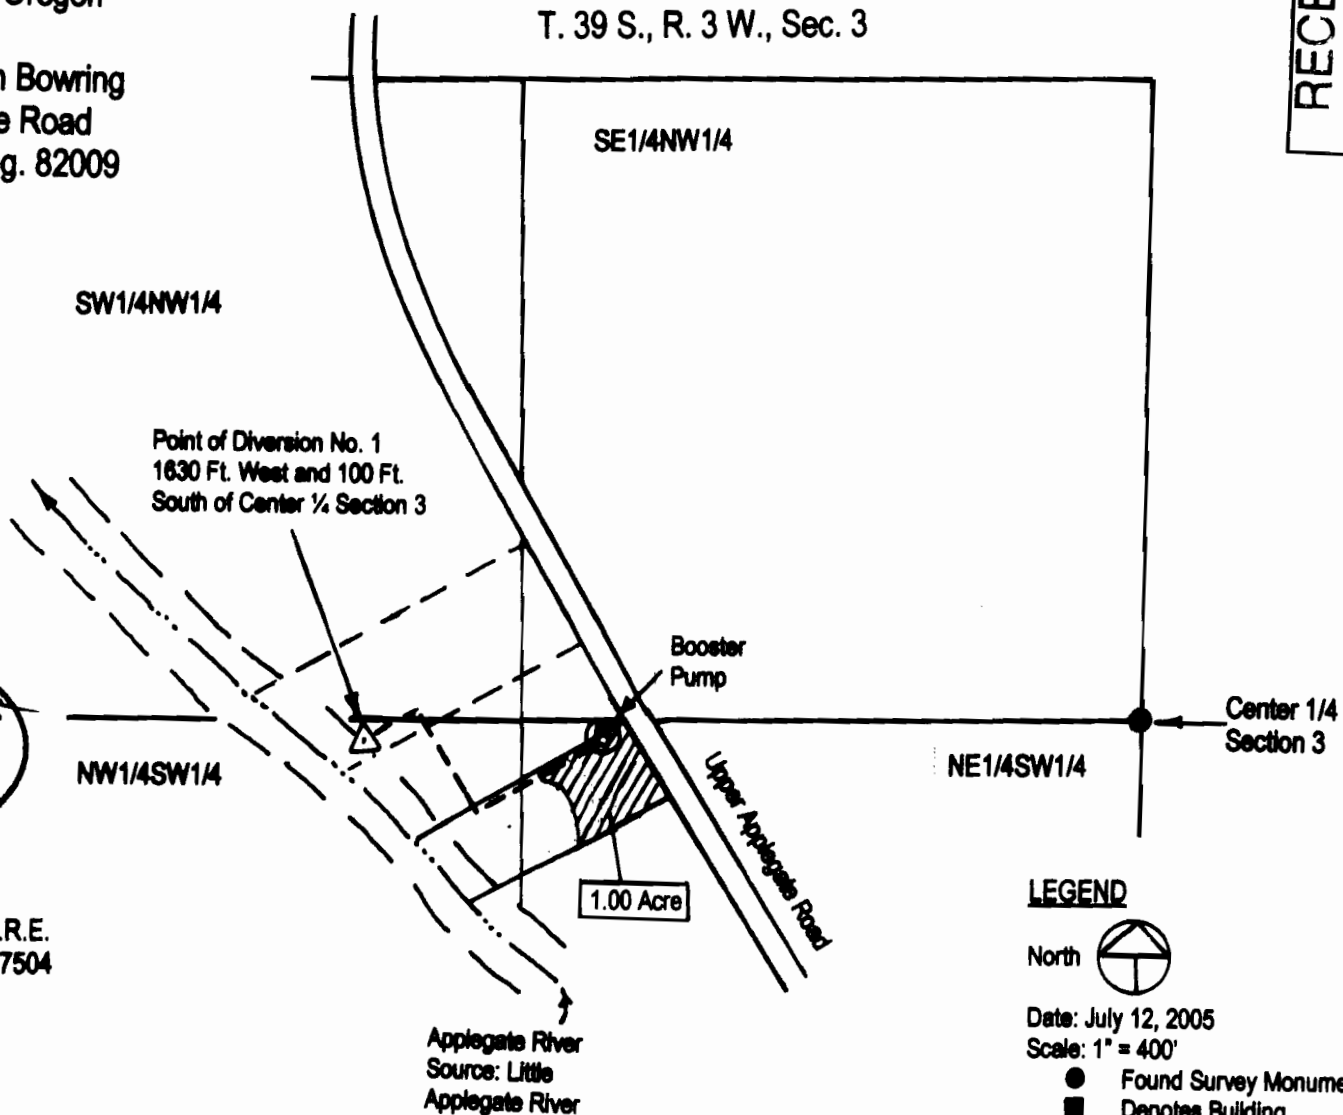 Oregon
T. 39 S., R. 3 W., Sec. 3
Bowring
Road
82009
SE1/4NW1/4
SW1/4NW1/4
Point of Diversion No. 1
1630 Ft. West and 100 Ft.
South of Center ¼ Section 3
Booster
Pump
Center 1/4
Section 3
NW1/4SW1/4
NE1/4SW1/4
Upper Applegate Road
1.00 Acre
.R.E.
7504
LEGEND
North
Date: July 12, 2005
Scale: 1" = 400'
Found Survey Monume
Denotes Building
Applegate River
Source: Little
Applegate River